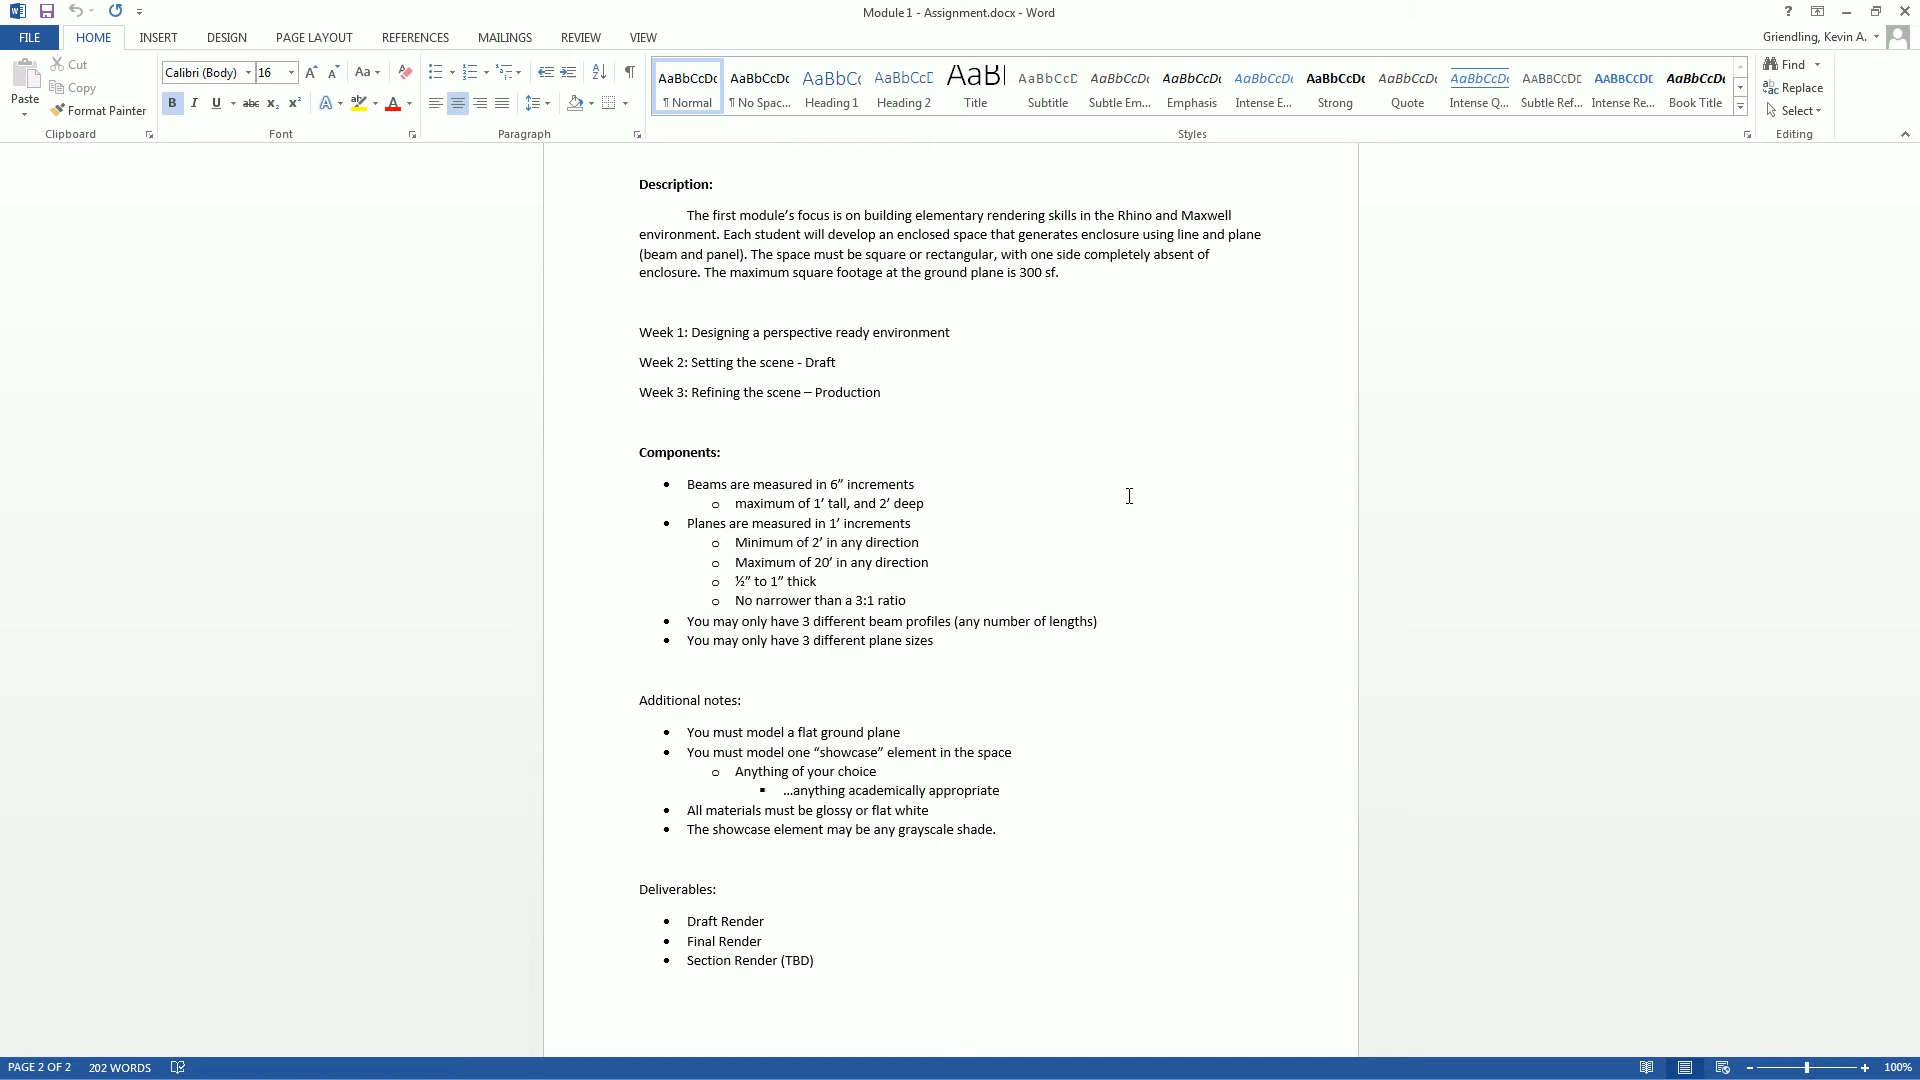 Module 1 - Assignment.docx - Word
FILE HOME INSERT DESIGN PAGE LAYOUT REFERENCES MAILINGS REVIEW VIEW
Griendling, Kevin A.
Paste
Cut
Copy
Format Painter
Clipboard
Calibri (Body) 16
Font
Paragraph
AaBbCcDc AaBbCcDc AaBbCc AaBbCcD AaB AaBbCcD AaBbCcDc AaBbCcDc AaBbCcDc AaBbCcDc AaBbCcDc AaBbCcDc AABBCCDE AABBCCDE AaBbCcDc
¶ Normal ¶ No Spac... Heading 1 Heading 2 Title Subtitle Subtle Em... Emphasis Intense E... Strong Quote Intense Q... Subtle Ref... Intense Re... Book Title
Styles
Find
Replace
Select
Editing
Description:
The first module’s focus is on building elementary rendering skills in the Rhino and Maxwell
environment. Each student will develop an enclosed space that generates enclosure using line and plane
(beam and panel). The space must be square or rectangular, with one side completely absent of
enclosure. The maximum square footage at the ground plane is 300 sf.
Week 1: Designing a perspective ready environment
Week 2: Setting the scene - Draft
Week 3: Refining the scene – Production
Components:
• Beams are measured in 6” increments
o maximum of 1’ tall, and 2’ deep
• Planes are measured in 1’ increments
o Minimum of 2’ in any direction
o Maximum of 20’ in any direction
o ½” to 1” thick
o No narrower than a 3:1 ratio
• You may only have 3 different beam profiles (any number of lengths)
• You may only have 3 different plane sizes
Additional notes:
• You must model a flat ground plane
• You must model one “showcase” element in the space
o Anything of your choice
▪ …anything academically appropriate
• All materials must be glossy or flat white
• The showcase element may be any grayscale shade.
Deliverables:
• Draft Render
• Final Render
• Section Render (TBD)
PAGE 2 OF 2 202 WORDS
100%